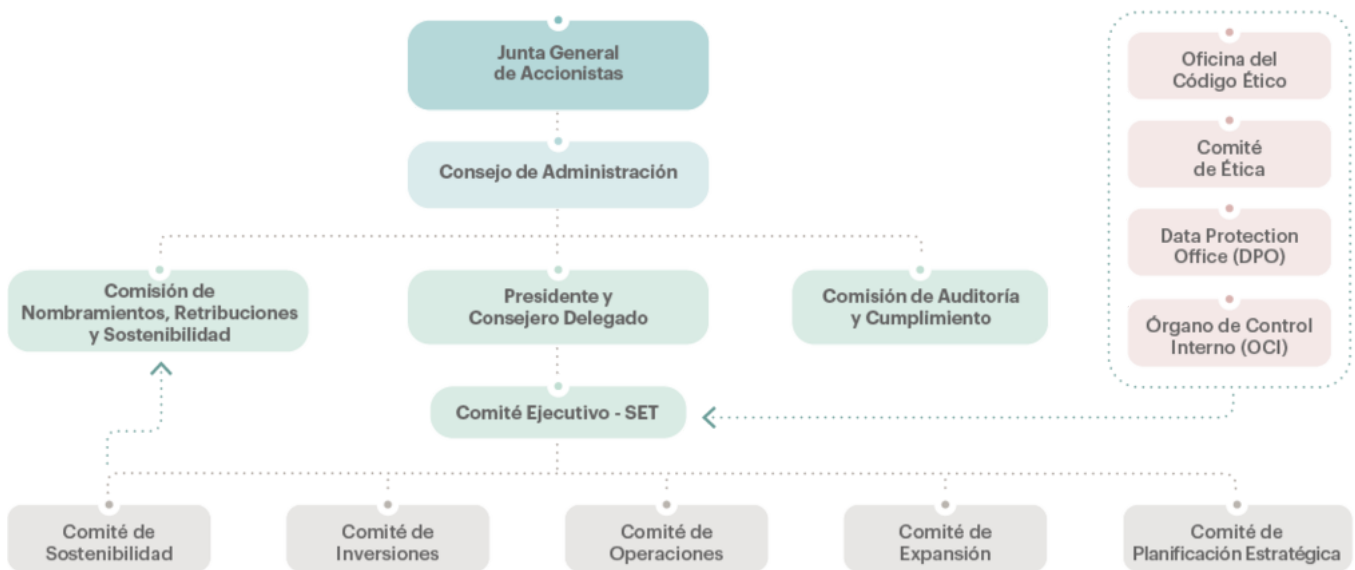 Junta General
de Accionistas
Consejo de Administración
Comisión de
Nombramientos, Retribuciones
y Sostenibilidad
Presidente y
Consejero Delegado
Comisión de Auditoría
y Cumplimiento
Comité Ejecutivo - SET
Comité de
Sostenibilidad
Comité de
Inversiones
Comité de
Operaciones
Comité de
Expansión
Comité de
Planificación Estratégica
Oficina del
Código Ético
Comité
de Ética
Data Protection
Office (DPO)
Órgano de Control
Interno (OCI)